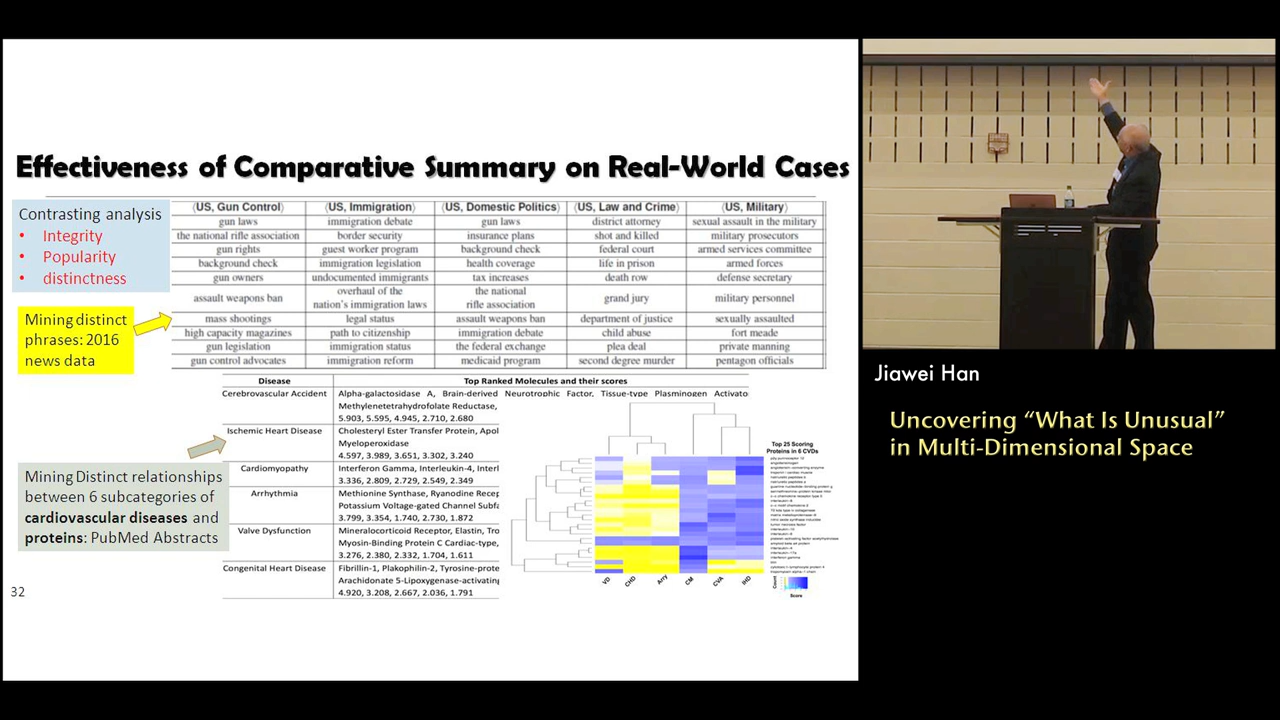 Effectiveness of Comparative Summary on Real-World Cases
Contrasting analysis
• Integrity
• Popularity
• distinctness
Mining distinct
phrases: 2016
news data
⟨US, Gun Control⟩ ⟨US, Immigration⟩ ⟨US, Domestic Politics⟩ ⟨US, Law and Crime⟩ ⟨US, Military⟩
gun laws immigration debate gun laws district attorney sexual assault in the military
the national rifle association border security insurance plans shot and killed military prosecutors
gun rights guest worker program background check federal court armed services committee
background check immigration legislation health coverage life in prison armed forces
gun owners undocumented immigrants tax increases death row defense secretary
assault weapons ban overhaul of the nation's immigration laws the national rifle association grand jury military personnel
mass shootings legal status assault weapons ban department of justice sexually assaulted
high capacity magazines path to citizenship immigration debate child abuse fort meade
gun legislation immigration status the federal exchange plea deal private manning
gun control advocates immigration reform medicaid program second degree murder pentagon officials
Mining Distinct relationships
between subcategories of
cardiovascular diseases and
proteins: PubMed Abstracts
Disease Top Ranked Molecules and their scores
Cerebrovascular Accident Alpha-galactosidase A, Brain-derived Neurotrophic Factor, Tissue-type Plasminogen Activato
Methylenetetrahydrofolate Reductase,
5.903, 5.595, 4.945, 2.710, 2.680
Ischemic Heart Disease Cholesteryl Ester Transfer Protein, Apol
Myeloperoxidase
4.597, 3.989, 3.651, 3.302, 3.240
Cardiomyopathy Interferon Gamma, Interleukin-4, Interl
3.336, 2.809, 2.729, 2.549, 2.349
Arrhythmia Methionine Synthase, Ryanodine Recep
Potassium Voltage-gated Channel Subfa
3.799, 3.354, 1.740, 2.730, 1.872
Valve Dysfunction Mineralocorticoid Receptor, Elastin, Tro
Myosin-Binding Protein C Cardiac-type,
3.276, 2.380, 2.332, 1.704, 1.611
Congenital Heart Disease Fibrillin-1, Plakophilin-2, Tyrosine-prote
Arachidonate 5-Lipoxygenase-activating
4.920, 3.208, 2.667, 2.036, 1.791
Top 25 Scoring
Proteins in 6 CVDs
VD CHD Arry CM CVA IHD
Count
Score
32
Jiawei Han
Uncovering “What Is Unusual”
in Multi-Dimensional Space